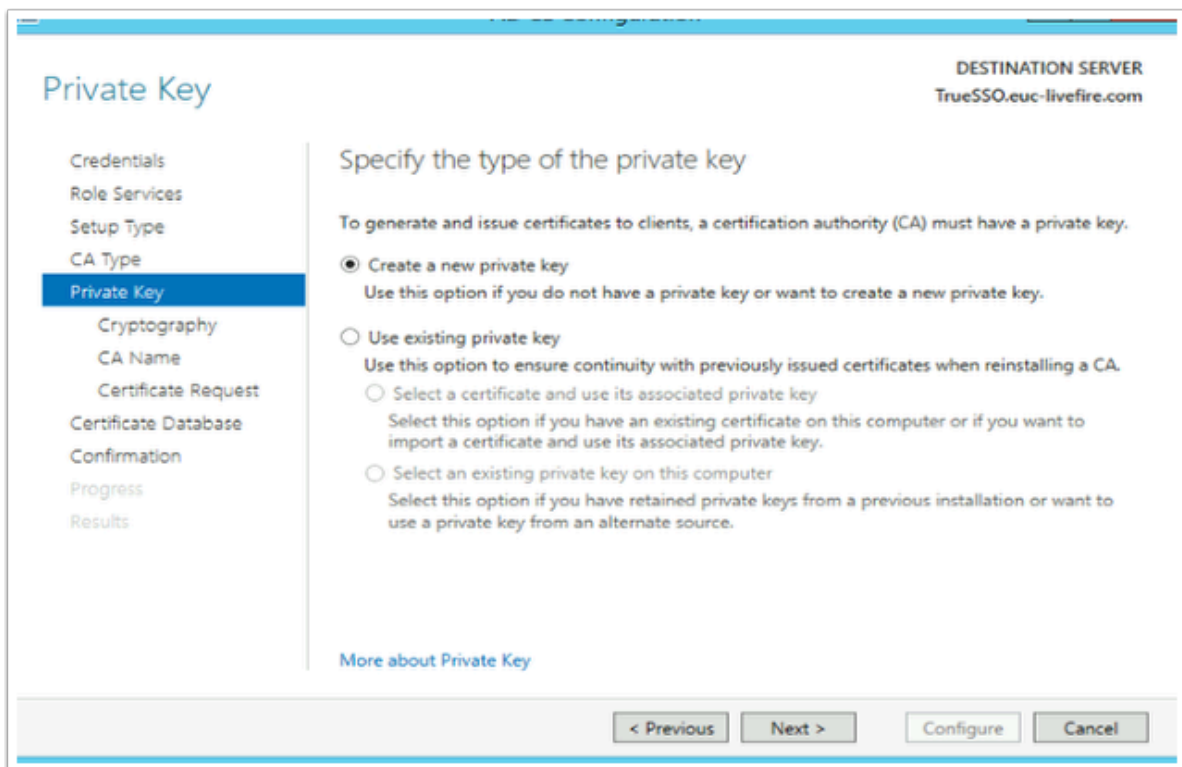 Private Key
DESTINATION SERVER
TrueSSO.euc-livefire.com
Credentials
Role Services
Setup Type
CA Type
Private Key
Cryptography
CA Name
Certificate Request
Certificate Database
Confirmation
Progress
Results
Specify the type of the private key
To generate and issue certificates to clients, a certification authority (CA) must have a private key.
Create a new private key
Use this option if you do not have a private key or want to create a new private key.
Use existing private key
Use this option to ensure continuity with previously issued certificates when reinstalling a CA.
Select a certificate and use its associated private key
Select this option if you have an existing certificate on this computer or if you want to
import a certificate and use its associated private key.
Select an existing private key on this computer
Select this option if you have retained private keys from a previous installation or want to
use a private key from an alternate source.
More about Private Key
< Previous
Next >
Configure
Cancel